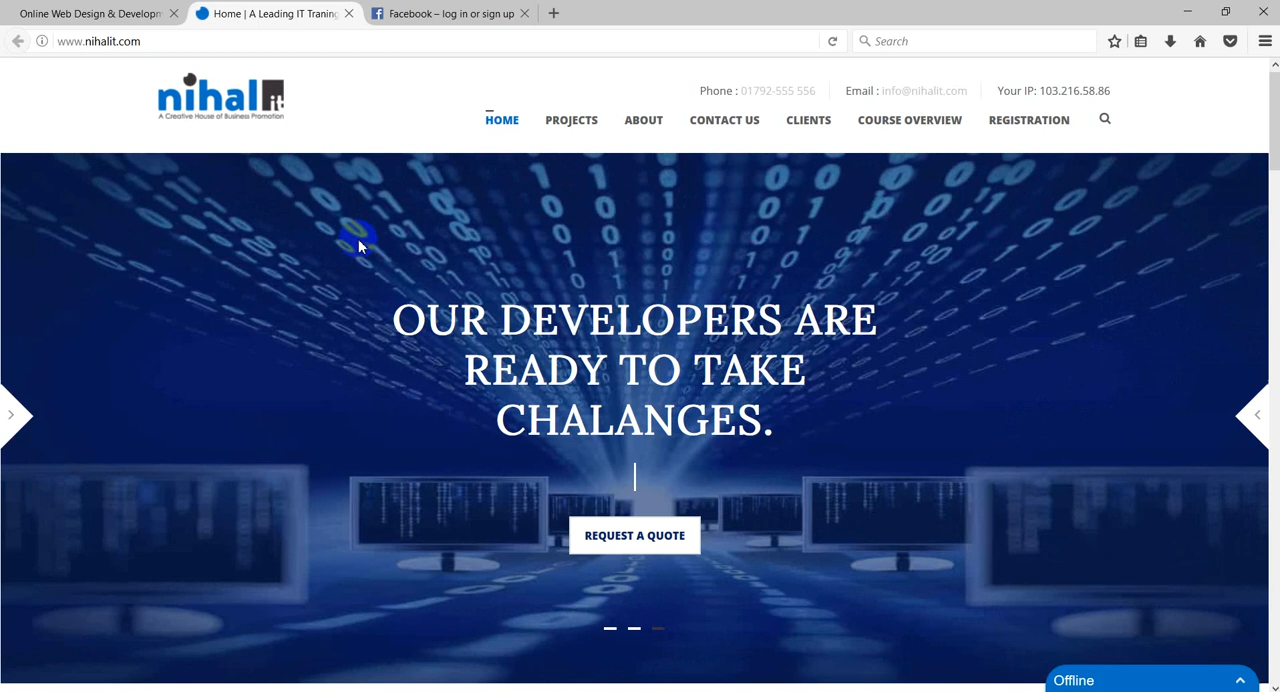 Online Web Design & Developm
Home | A Leading IT Traning
Facebook – log in or sign up
www.nihalit.com
Search
nihal it
A Creative House of Business Promotion
Phone : 01792-555 556
Email : info@nihalit.com
Your IP: 103.216.58.86
HOME
PROJECTS
ABOUT
CONTACT US
CLIENTS
COURSE OVERVIEW
REGISTRATION
OUR DEVELOPERS ARE
READY TO TAKE
CHALANGES.
REQUEST A QUOTE
Offline